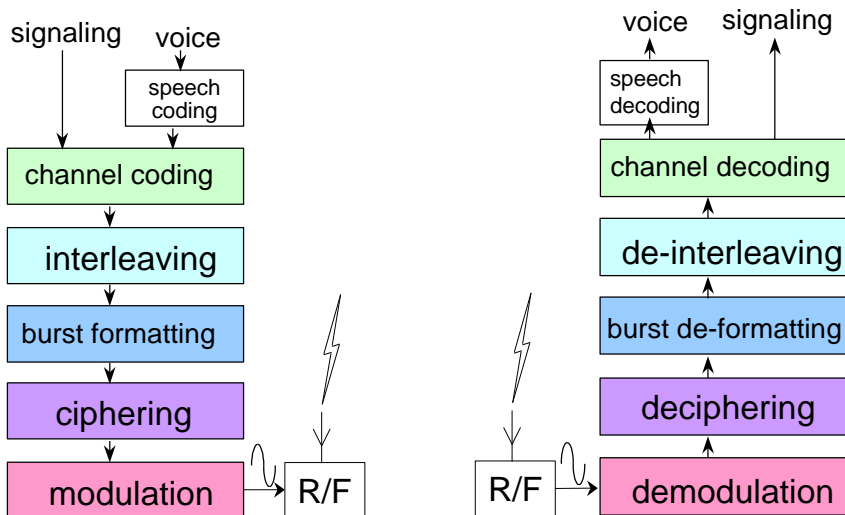 signaling
voice
speech
coding
channel coding
interleaving
burst formatting
ciphering
modulation
R/F
voice
signaling
speech
decoding
channel decoding
de-interleaving
burst de-formatting
deciphering
R/F
demodulation